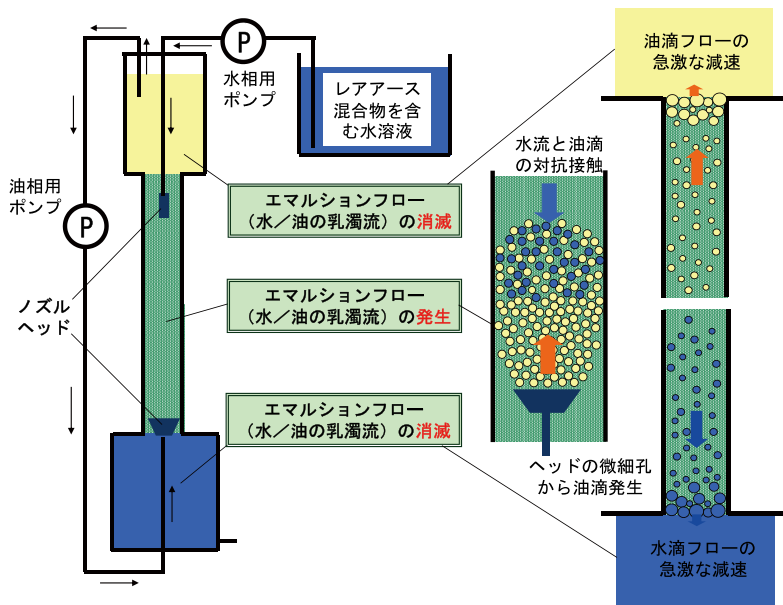 P
水相用
ポンプ
レアアース
混合物を含
む水溶液
油滴フローの
急激な減速
水流と油滴
の対抗接触
油相用
ポンプ
P
エマルションフロー
（水／油の乳濁流）の消滅
ノズル
ヘッド
エマルションフロー
（水／油の乳濁流）の発生
エマルションフロー
（水／油の乳濁流）の消滅
ヘッドの微細孔
から油滴発生
水滴フローの
急激な減速